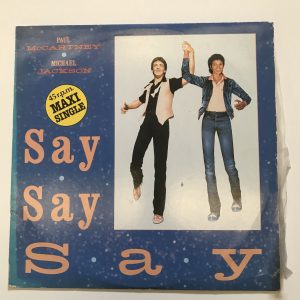 PAUL
McCARTNEY
MICHAEL
JACKSON
45 r.p.m.
MAXI
SINGLE
Say
Say
Say